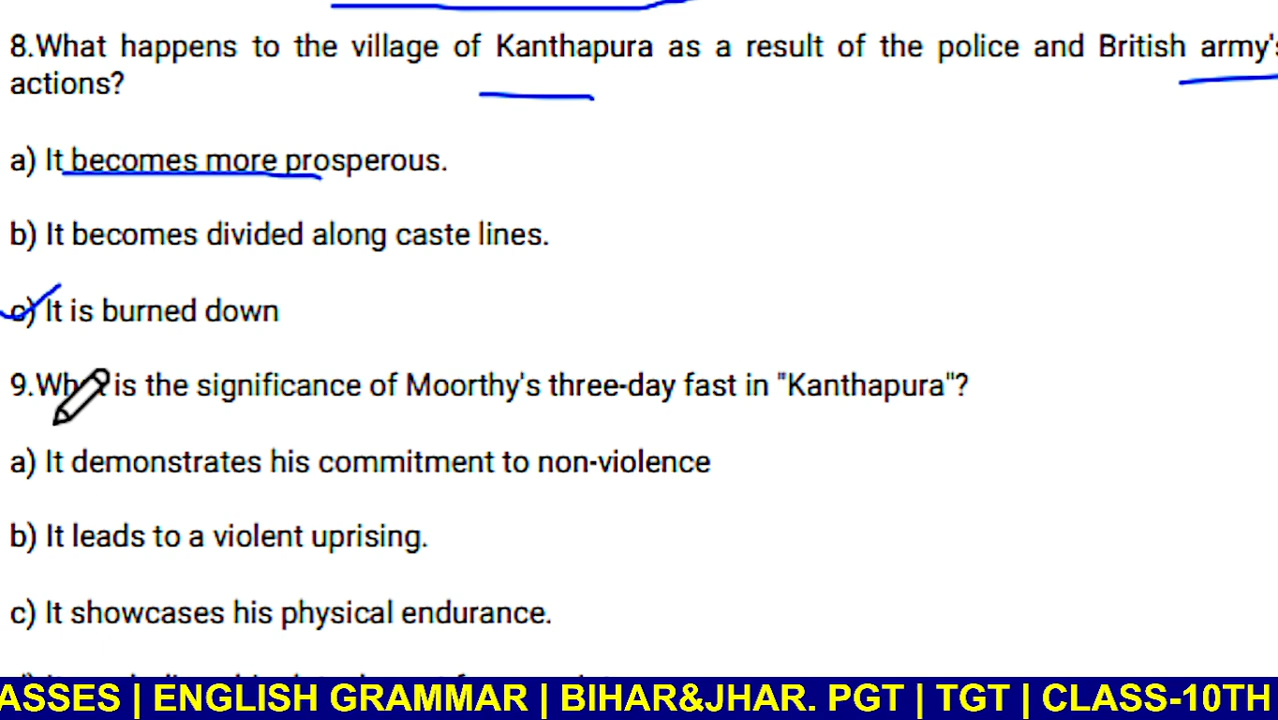 8.What happens to the village of Kanthapura as a result of the police and British army's
actions?
a) It becomes more prosperous.
b) It becomes divided along caste lines.
c) It is burned down
9.What is the significance of Moorthy's three-day fast in "Kanthapura"?
a) It demonstrates his commitment to non-violence
b) It leads to a violent uprising.
c) It showcases his physical endurance.
ASSES | ENGLISH GRAMMAR | BIHAR&JHAR. PGT | TGT | CLASS-10TH